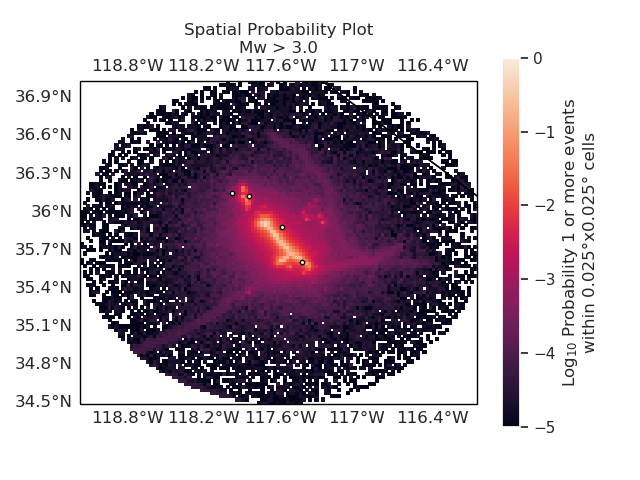 Spatial Probability Plot
Mw > 3.0
118.8°W 118.2°W 117.6°W 117°W 116.4°W
36.9°N
36.6°N
36.3°N
36°N
35.7°N
35.4°N
35.1°N
34.8°N
34.5°N
118.8°W 118.2°W 117.6°W 117°W 116.4°W
0
−1
−2
−3
−4
−5
Log₁₀ Probability 1 or more events
within 0.025°x0.025° cells